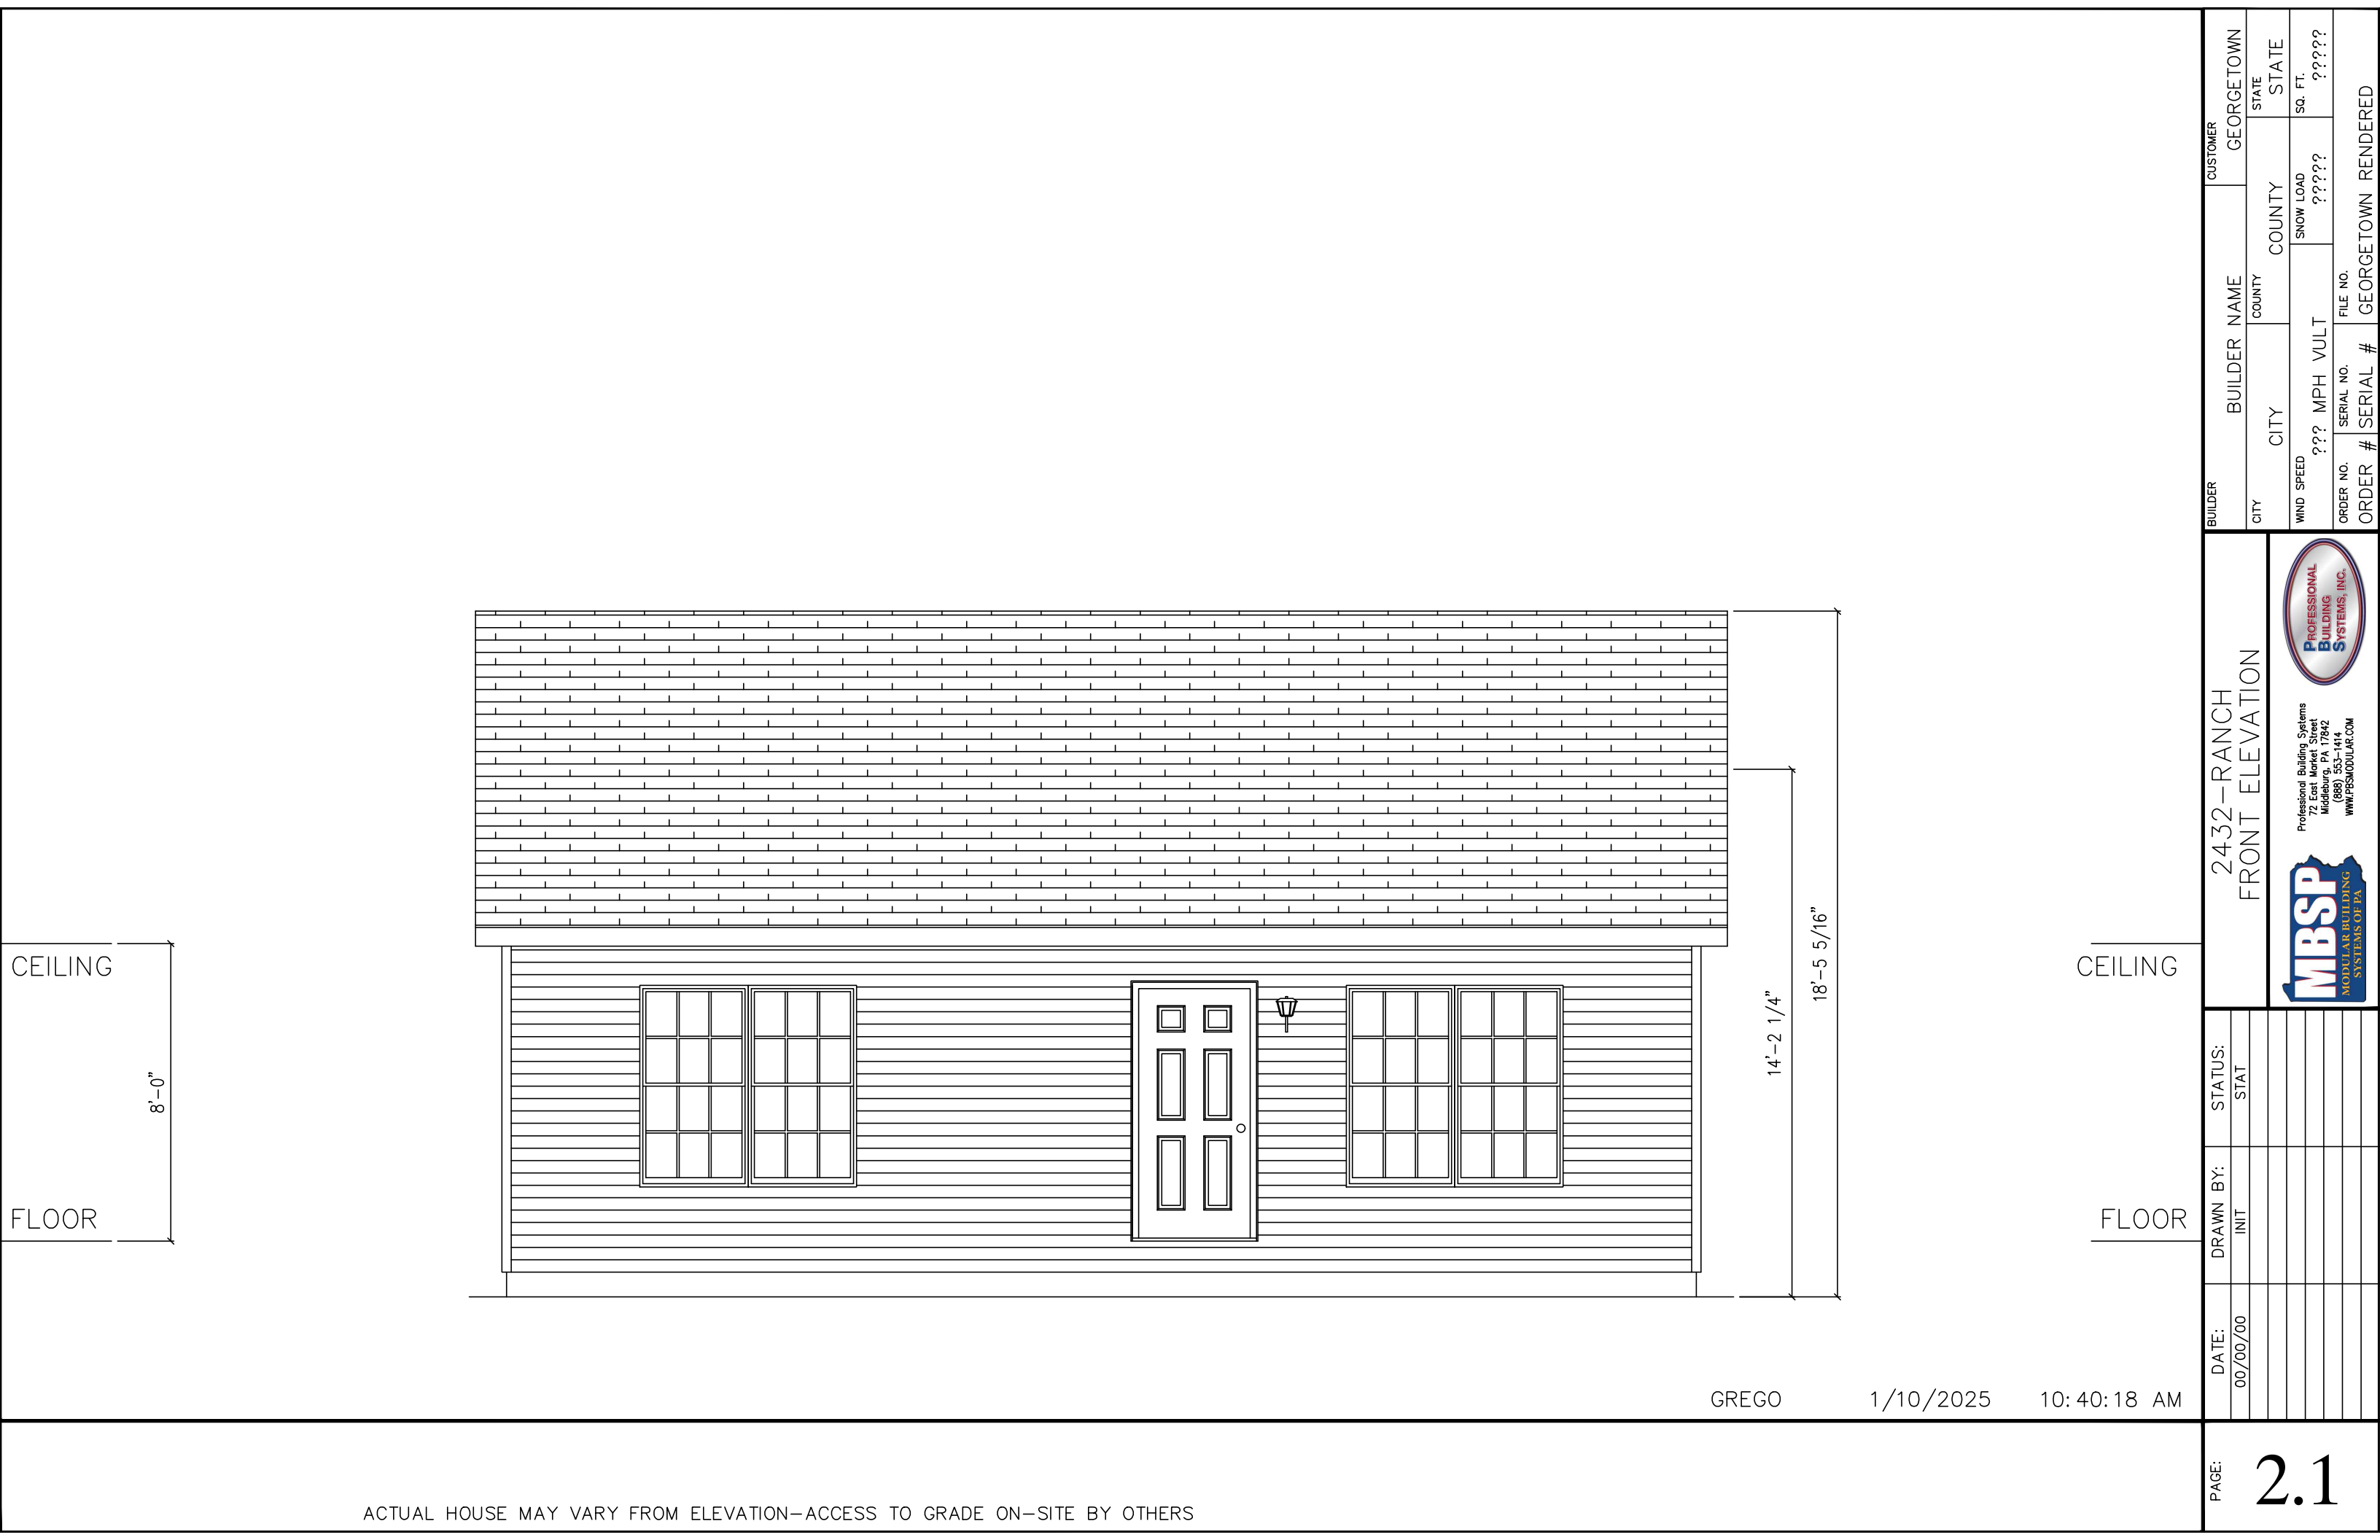 CEILING
8'-0"
FLOOR
14'-2 1/4"
18'-5 5/16"
CEILING
FLOOR
GREGO 1/10/2025 10:40:18 AM
ACTUAL HOUSE MAY VARY FROM ELEVATION-ACCESS TO GRADE ON-SITE BY OTHERS
BUILDER
BUILDER NAME
CUSTOMER
GEORGETOWN
CITY
CITY
COUNTY
COUNTY
STATE
STATE
WIND SPEED
??? MPH VULT
SNOW LOAD
?????
SQ. FT.
?????
ORDER NO.
ORDER #
SERIAL NO.
SERIAL #
FILE NO.
GEORGETOWN RENDERED
2432-RANCH
FRONT ELEVATION
PROFESSIONAL
BUILDING
SYSTEMS, INC.
Professional Building Systems
72 East Market Street
Middleburg, PA 17842
(888) 553-1414
WWW.PBSMODULAR.COM
MBSP
MODULAR BUILDING
SYSTEMS OF PA
DATE: DRAWN BY: STATUS:
00/00/00 INIT STAT
PAGE:
2.1